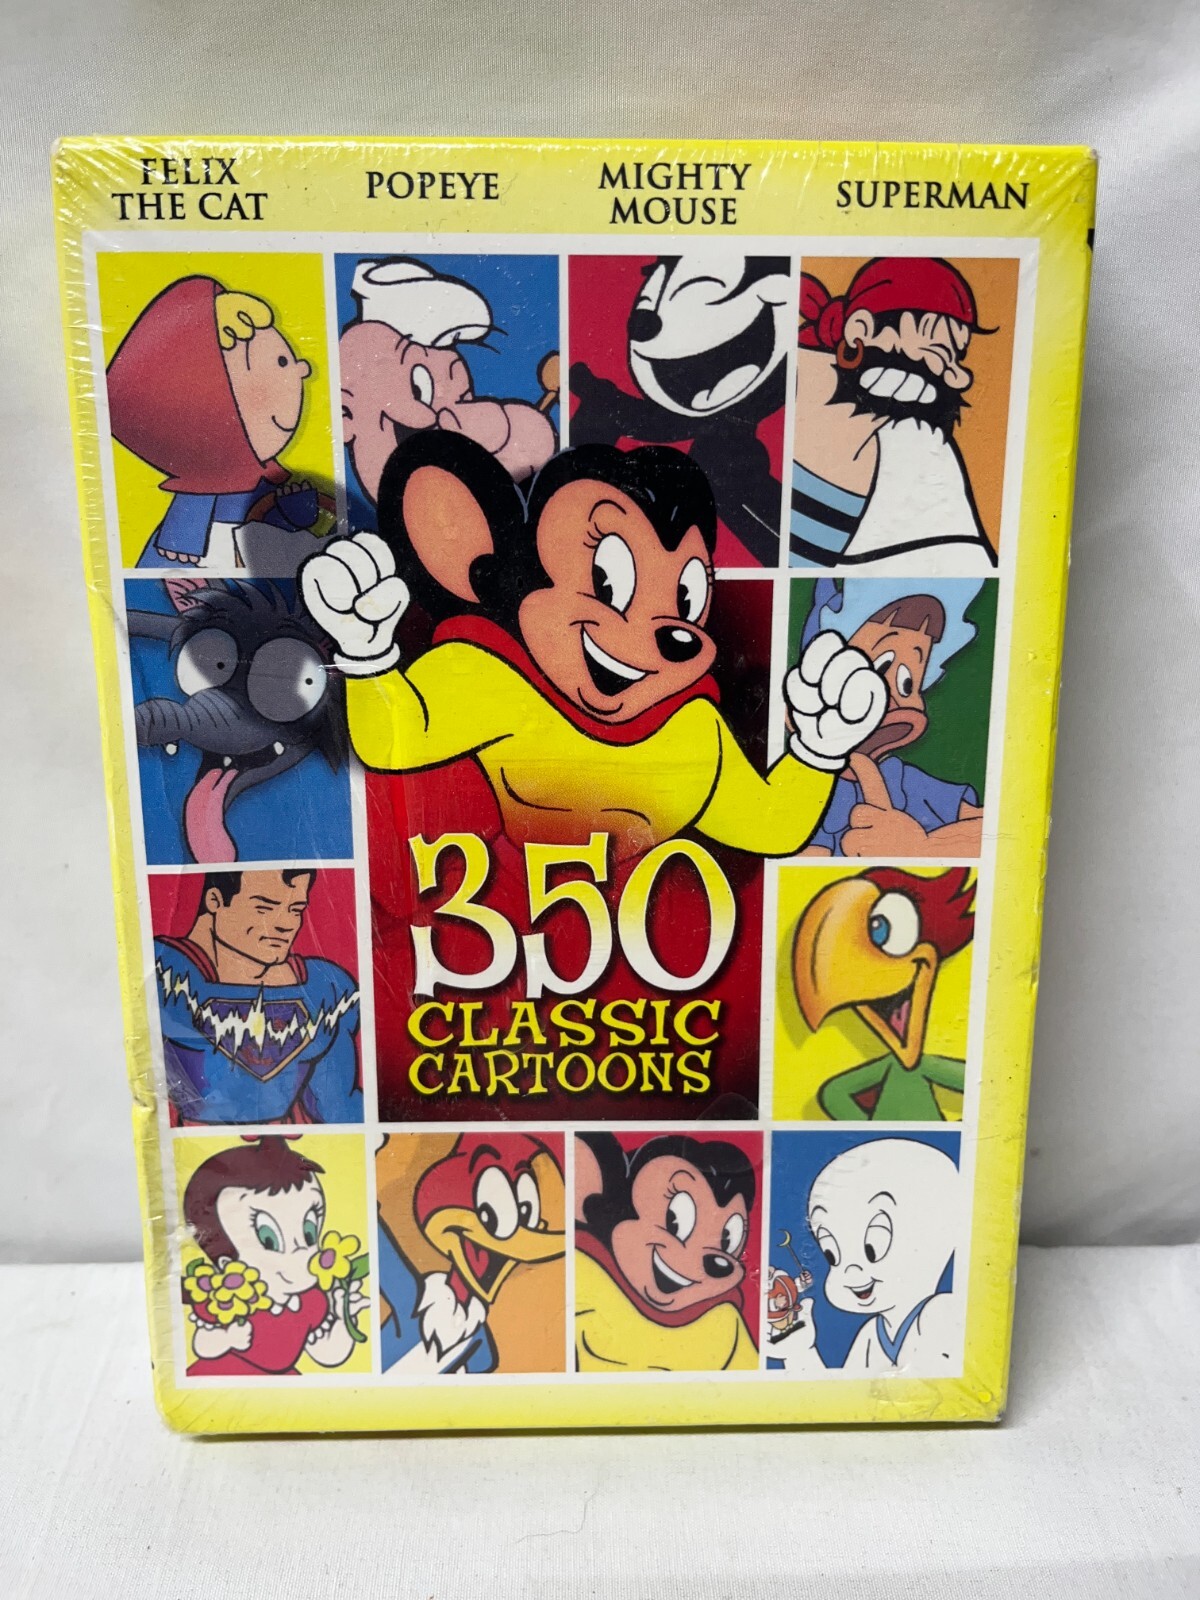 FELIX
THE CAT
POPEYE
MIGHTY
MOUSE
SUPERMAN
350
CLASSIC
CARTOONS